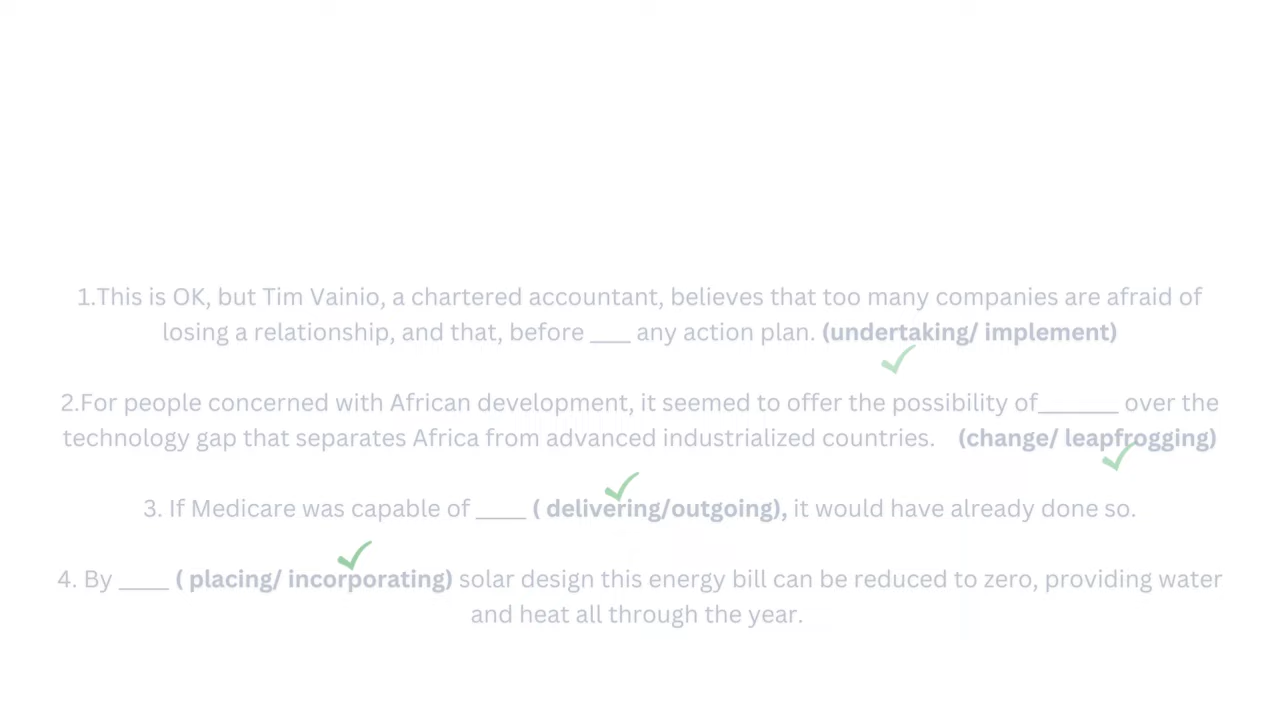 1.This is OK, but Tim Vainio, a chartered accountant, believes that too many companies are afraid of
losing a relationship, and that, before ___ any action plan. (undertaking/ implement)
2.For people concerned with African development, it seemed to offer the possibility of______ over the
technology gap that separates Africa from advanced industrialized countries. (change/ leapfrogging)
3. If Medicare was capable of ____ ( delivering/outgoing), it would have already done so.
4. By ____ ( placing/ incorporating) solar design this energy bill can be reduced to zero, providing water
and heat all through the year.